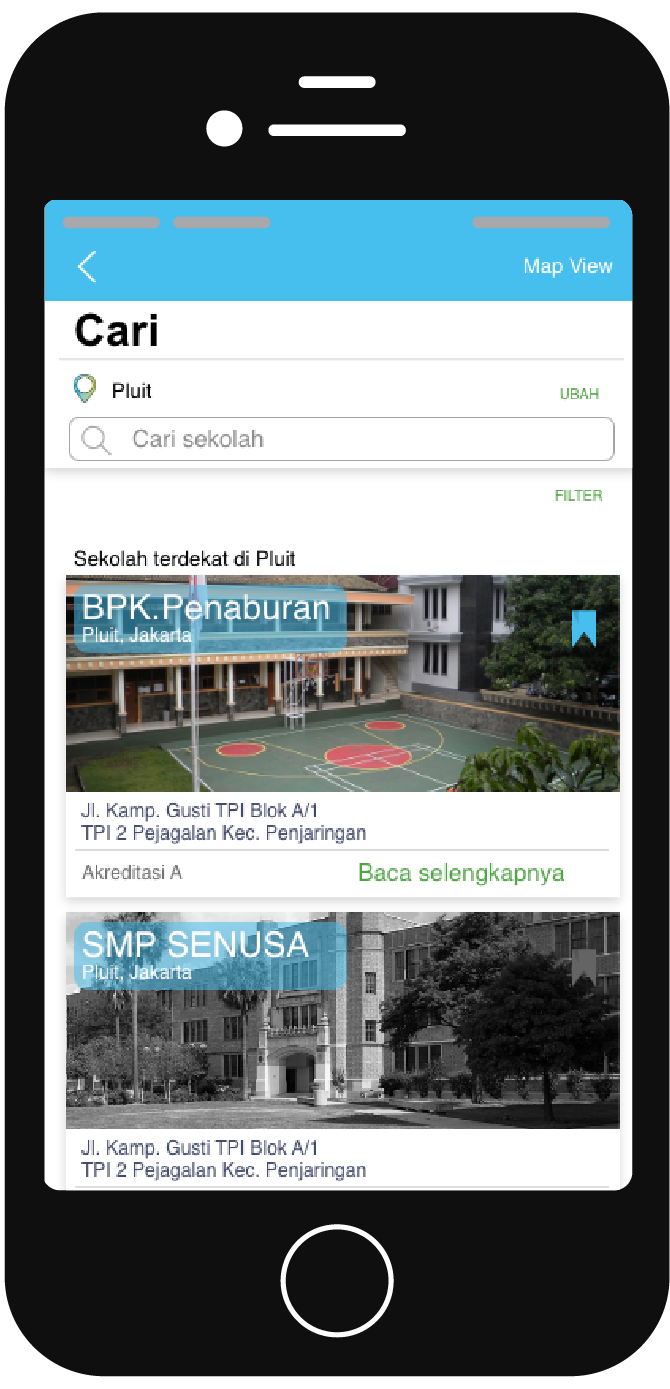 Map View
Cari
Pluit
UBAH
Cari sekolah
FILTER
Sekolah terdekat di Pluit
BPK.Penaburan
Pluit, Jakarta
Jl. Kamp. Gusti TPI Blok A/1
TPI 2 Pejagalan Kec. Penjaringan
Akreditasi A
Baca selengkapnya
SMP SENUSA
Pluit, Jakarta
Jl. Kamp. Gusti TPI Blok A/1
TPI 2 Pejagalan Kec. Penjaringan